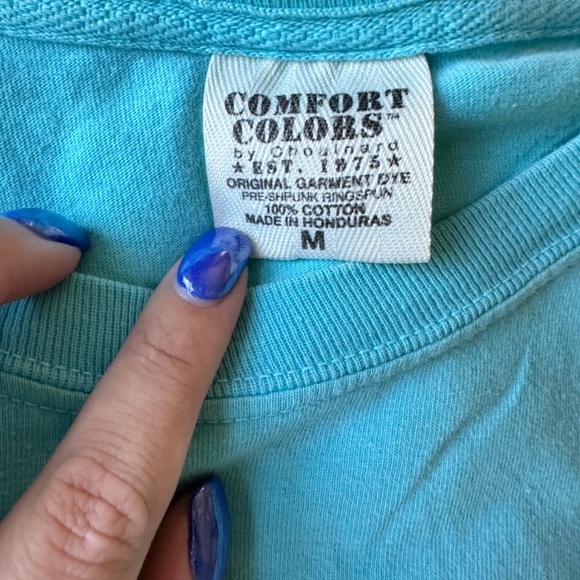 COMFORT
COLORS™
by Chouinard
★ EST. 1975 ★
ORIGINAL GARMENT DYE
PRE-SHRUNK RINGSPUN
100% COTTON
MADE IN HONDURAS
M